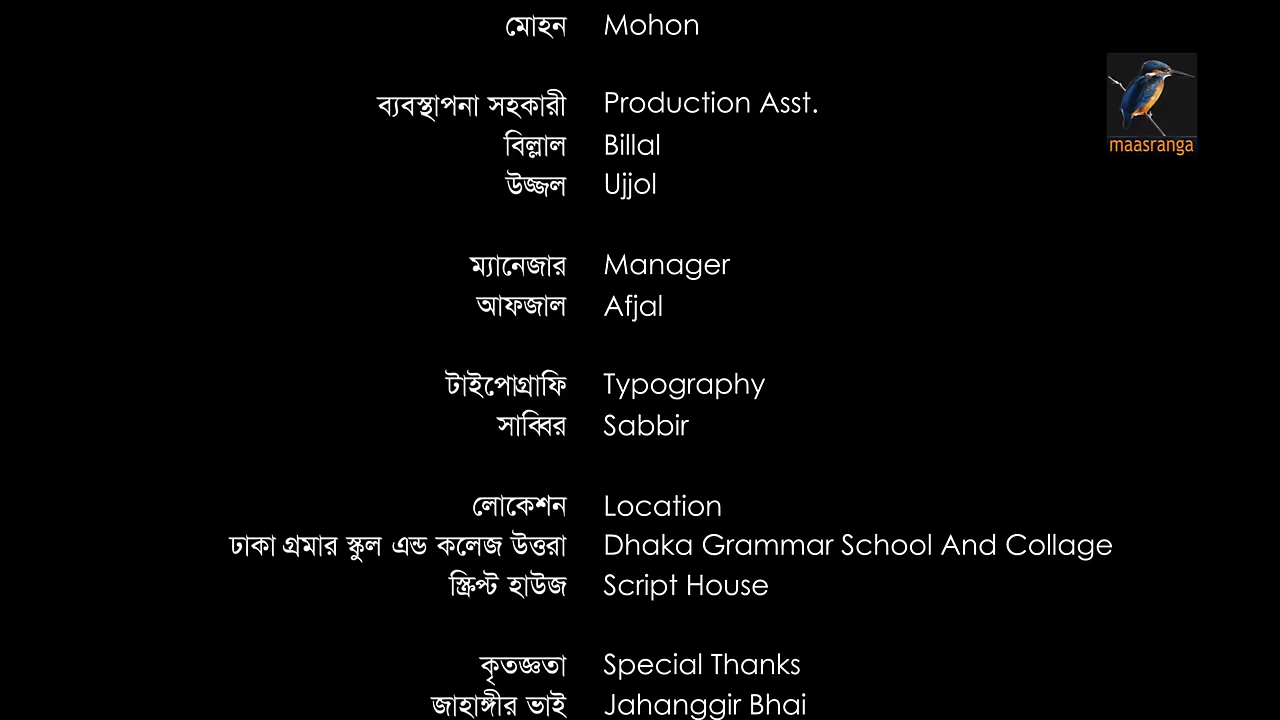 মোহন Mohon
maasranga
ব্যবস্থাপনা সহকারী Production Asst.
বিল্লাল Billal
উজ্জল Ujjol
ম্যানেজার Manager
আফজাল Afjal
টাইপোগ্রাফি Typography
সাব্বির Sabbir
লোকেশন Location
ঢাকা গ্রমার স্কুল এন্ড কলেজ উত্তরা Dhaka Grammar School And Collage
স্ক্রিপ্ট হাউজ Script House
কৃতজ্ঞতা Special Thanks
জাহাঙ্গীর ভাই Jahanggir Bhai